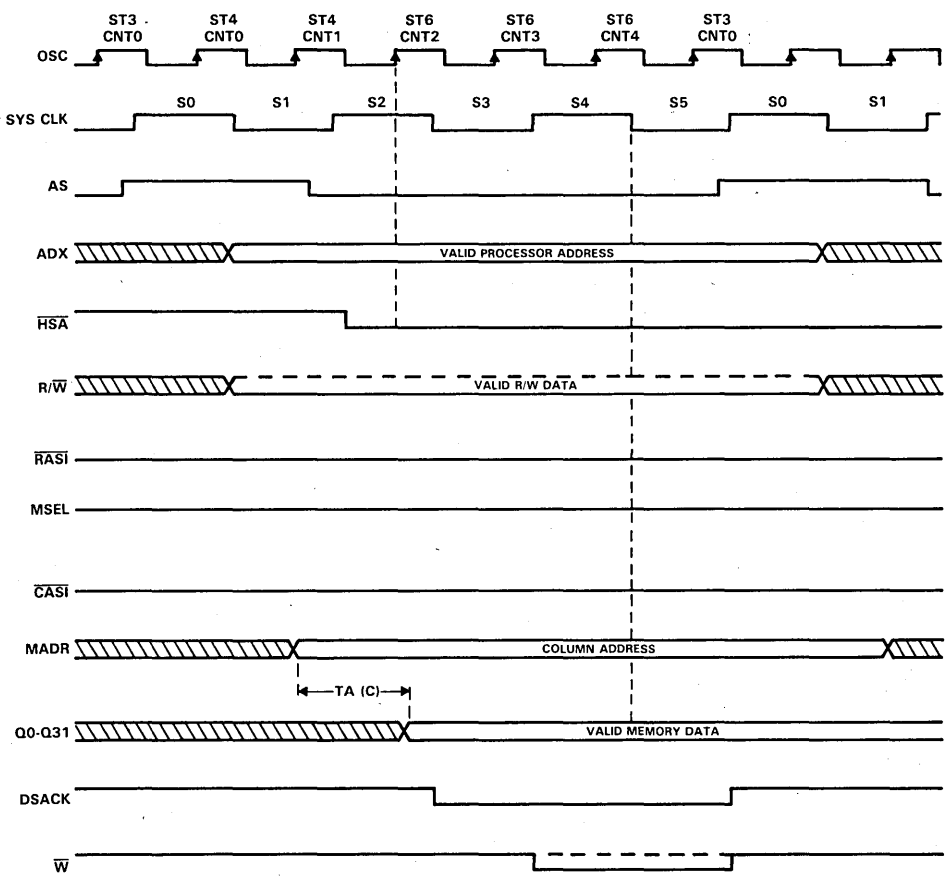 ST3 ST4 ST4 ST6 ST6 ST6 ST3
CNT0 CNT0 CNT1 CNT2 CNT3 CNT4 CNT0
OSC
S0 S1 S2 S3 S4 S5 S0 S1
SYS CLK
AS
ADX VALID PROCESSOR ADDRESS
HSA
R/W VALID R/W DATA
RASI
MSEL
CASI
MADR COLUMN ADDRESS
TA (C)
Q0-Q31 VALID MEMORY DATA
DSACK
W